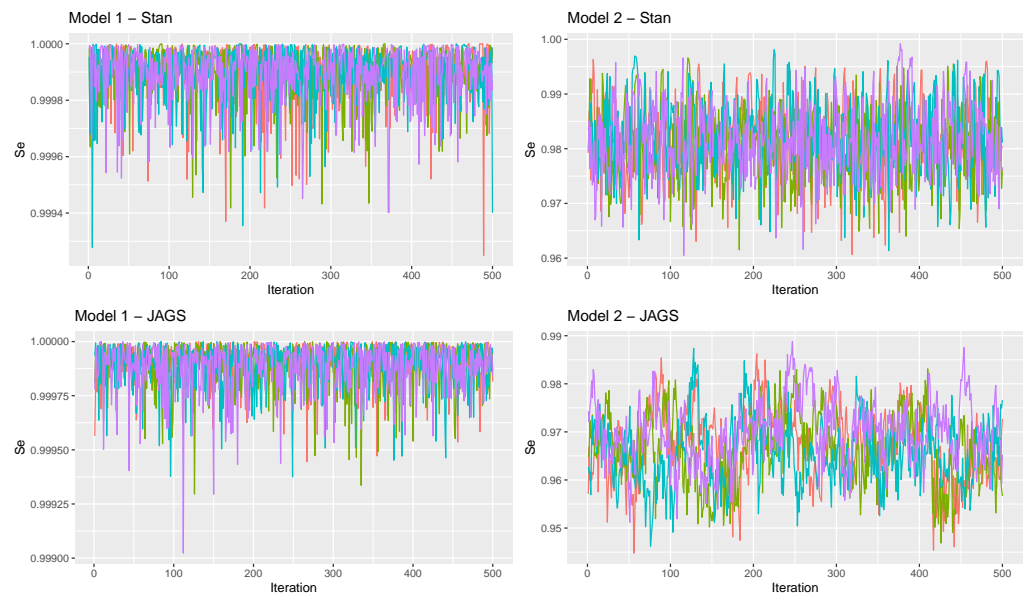 Model 1 – Stan
Se
1.0000
0.9998
0.9996
0.9994
0 100 200 300 400 500
Iteration
Model 2 – Stan
Se
1.00
0.99
0.98
0.97
0.96
0 100 200 300 400 500
Iteration
Model 1 – JAGS
Se
1.00000
0.99975
0.99950
0.99925
0.99900
0 100 200 300 400 500
Iteration
Model 2 – JAGS
Se
0.99
0.98
0.97
0.96
0.95
0 100 200 300 400 500
Iteration